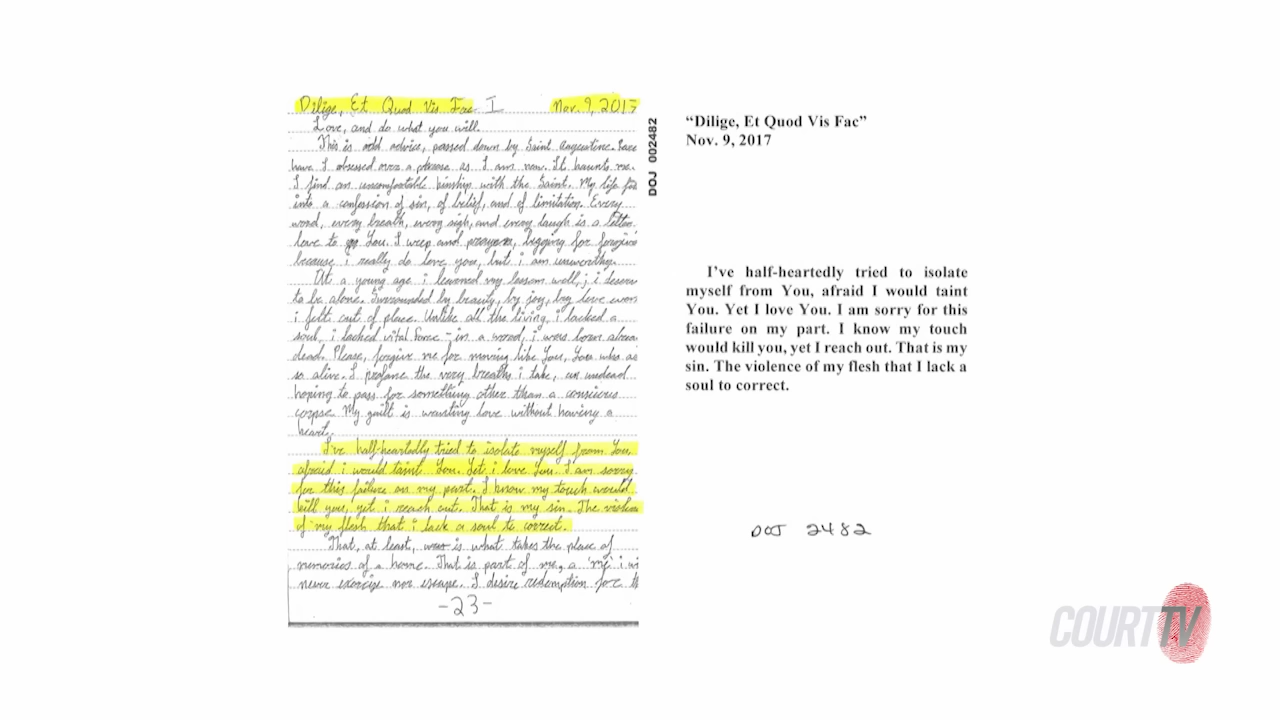 Dilige, Et Quod Vis Fac I Nov. 9, 2017
Love, and do what you will.
This is odd advice, passed down by Saint Augustine.
have I obsessed over a phrase as I am now. It haunts me.
I find an uncomfortable kinship with the Saint. My life
into a confession of sin, of belief, and of limitation. Every
word, every breath, every sigh, and every laugh is a
love to You. I weep and prayer, begging for
because i really do love you, but i am unworthy.
At a young age i learned my lesson well; i
to be alone. Surrounded by beauty, by joy, by love
i felt out of place. Unlike all the living, i lacked a
soul, i lacked vital force - in a word, i was born
dead. Please, forgive me for moving like You, You who
so alive. I profane the very breaths i take, an undead
hoping to pass for something other than a conscious
corpse. My guilt is wanting love without having a
heart.
I've half-heartedly tried to isolate myself from You,
afraid i would taint You. Yet i love You. I am sorry
for this failure on my part. I know my touch would
kill you, yet i reach out. That is my sin. The
of my flesh that i lack a soul to correct.
That, at least, is what takes the place of
memories of a home. That is part of me, a 'me' i
never exorcise nor escape. I desire redemption for
-23-
DOJ 002482
“Dilige, Et Quod Vis Fac”
Nov. 9, 2017
I've half-heartedly tried to isolate
myself from You, afraid I would taint
You. Yet I love You. I am sorry for this
failure on my part. I know my touch
would kill you, yet I reach out. That is my
sin. The violence of my flesh that I lack a
soul to correct.
DOJ 2482
COURT TV